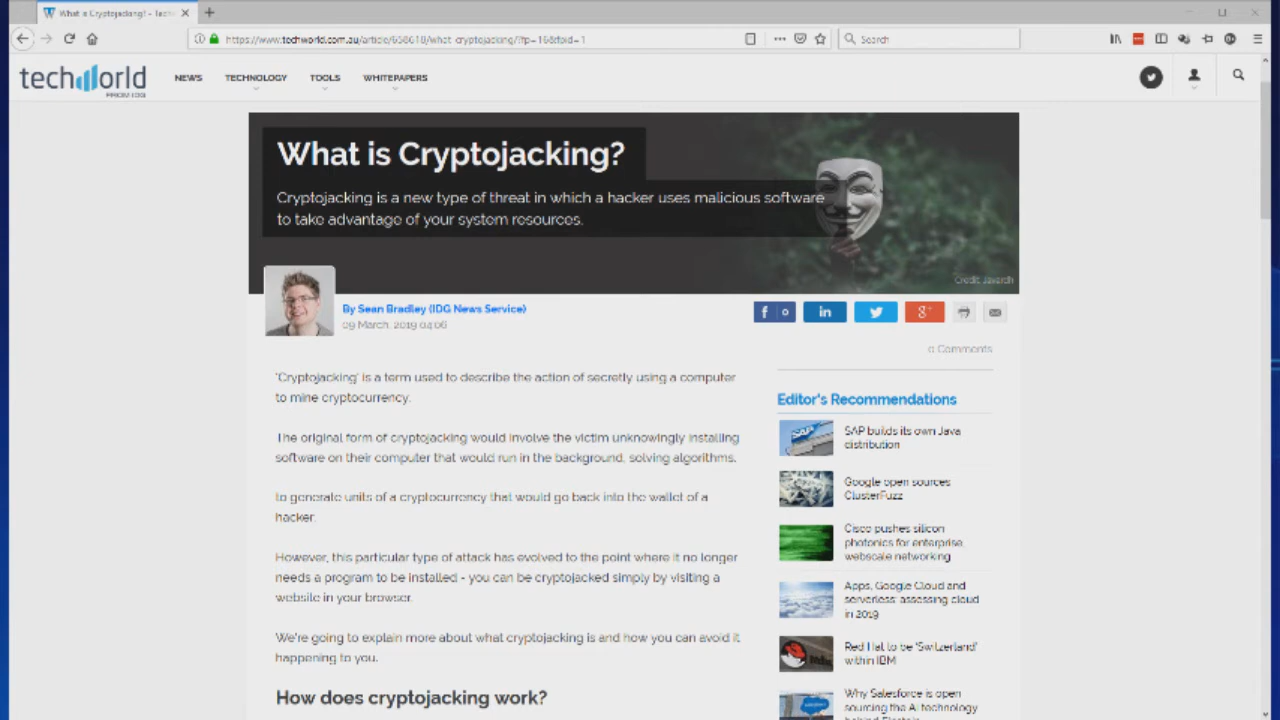 What is Cryptojacking? - Tech
https://www.techworld.com.au/article/658618/what-cryptojacking/?fp=16&fpid=1
Search
techworld
FROM IDG
NEWS
TECHNOLOGY
TOOLS
WHITEPAPERS
What is Cryptojacking?
Cryptojacking is a new type of threat in which a hacker uses malicious software
to take advantage of your system resources.
Credit:
By Sean Bradley (IDG News Service)
09 March, 2019 04:06
f 0
in
0 Comments
'Cryptojacking' is a term used to describe the action of secretly using a computer
to mine cryptocurrency.
The original form of cryptojacking would involve the victim unknowingly installing
software on their computer that would run in the background, solving algorithms.
to generate units of a cryptocurrency that would go back into the wallet of a
hacker.
However, this particular type of attack has evolved to the point where it no longer
needs a program to be installed - you can be cryptojacked simply by visiting a
website in your browser.
We're going to explain more about what cryptojacking is and how you can avoid it
happening to you.
How does cryptojacking work?
Editor's Recommendations
SAP
SAP builds its own Java
distribution
Google open sources
ClusterFuzz
Cisco pushes silicon
photonics for enterprise,
webscale networking
Apps, Google Cloud and
serverless: assessing cloud
in 2019
Red Hat to be 'Switzerland'
within IBM
Why Salesforce is open
sourcing the AI technology
behind Einstein